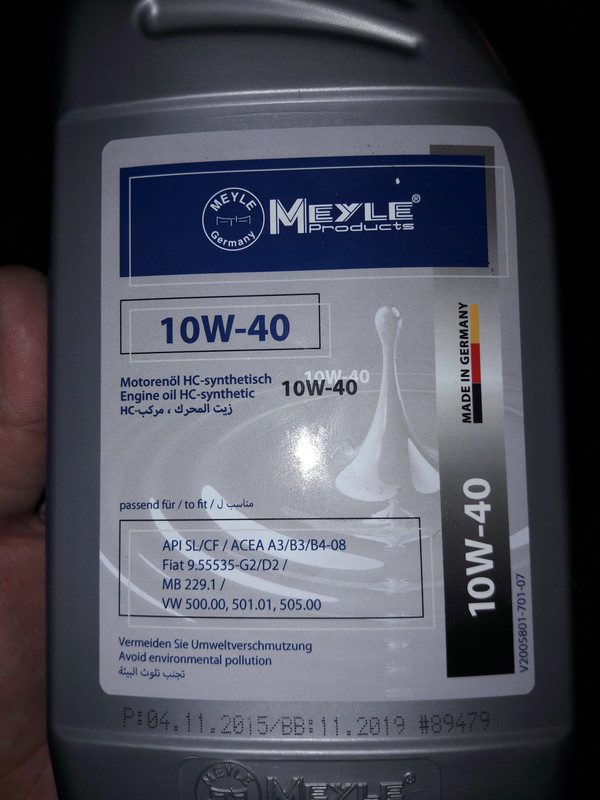 MEYLE
Germany
MEYLE®
Products
10W-40
Motorenöl HC-synthetisch
Engine oil HC-synthetic
زيت المحرك ، مركب-HC
10W-40
10W-40
passend für / to fit / مناسب ل
API SL/CF / ACEA A3/B3/B4-08
Fiat 9.55535-G2/D2 /
MB 229.1 /
VW 500.00, 501.01, 505.00
MADE IN GERMANY
10W-40
V2005801-701-07
Vermeiden Sie Umweltverschmutzung
Avoid environmental pollution
تجنب تلوث البيئة
P:04.11.2015/BB:11.2019 #89479
MEYLE
MEYLE®